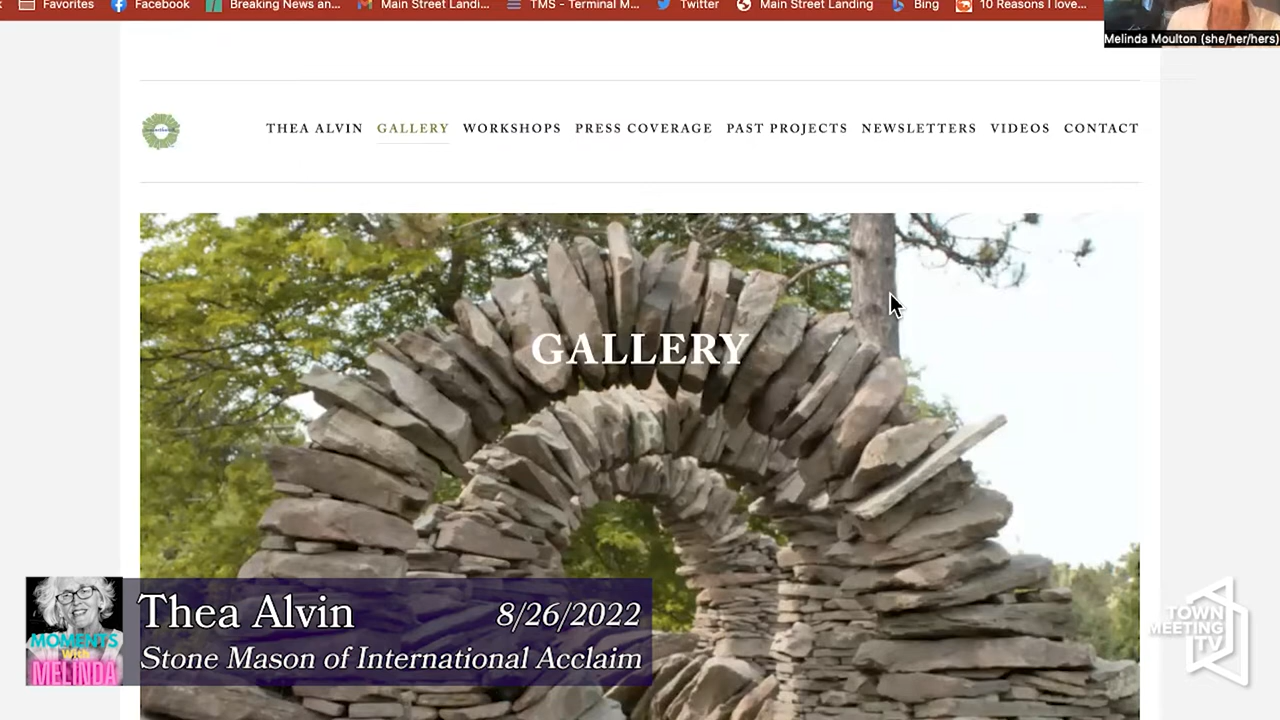 Favorites Facebook Breaking News an... Main Street Landi... TMS - Terminal M... Twitter Main Street Landing Bing 10 Reasons I love...
Melinda Moulton (she/her/hers)
THEA ALVIN GALLERY WORKSHOPS PRESS COVERAGE PAST PROJECTS NEWSLETTERS VIDEOS CONTACT
GALLERY
Thea Alvin 8/26/2022
Stone Mason of International Acclaim
MOMENTS
With
MELINDA
TOWN
MEETING
TV